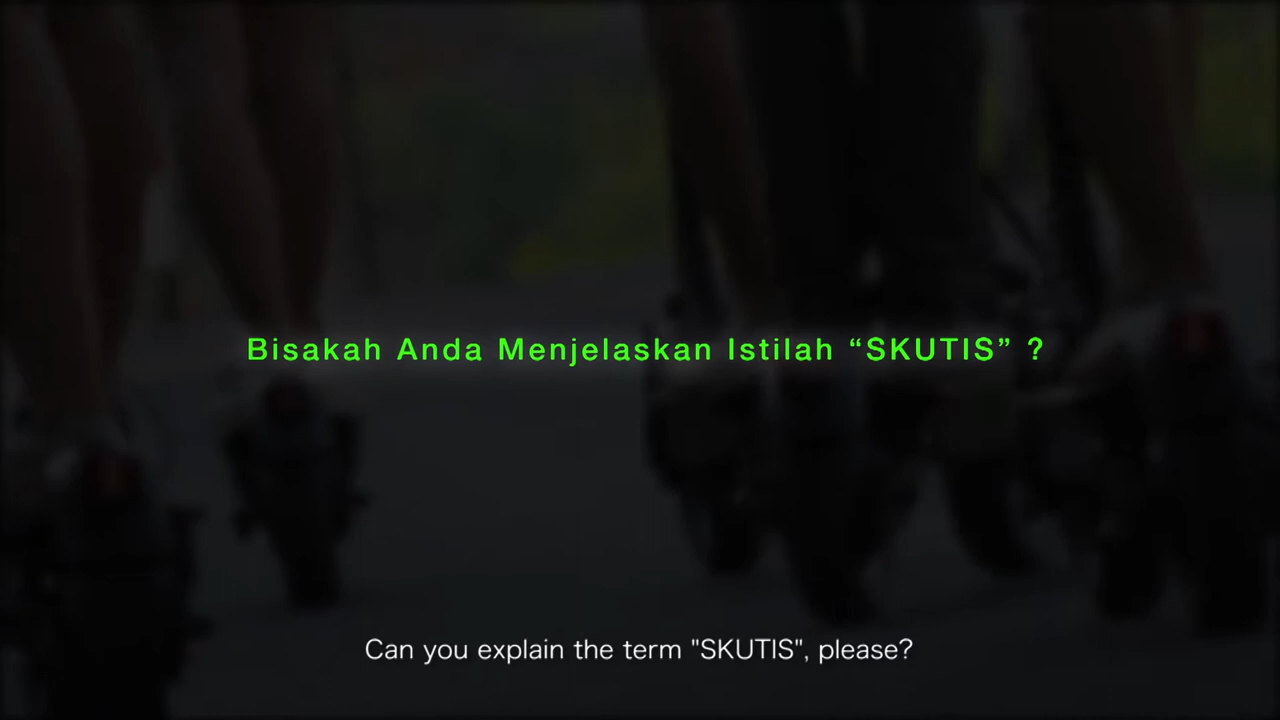 Bisakah Anda Menjelaskan Istilah “SKUTIS” ?
Can you explain the term "SKUTIS", please?